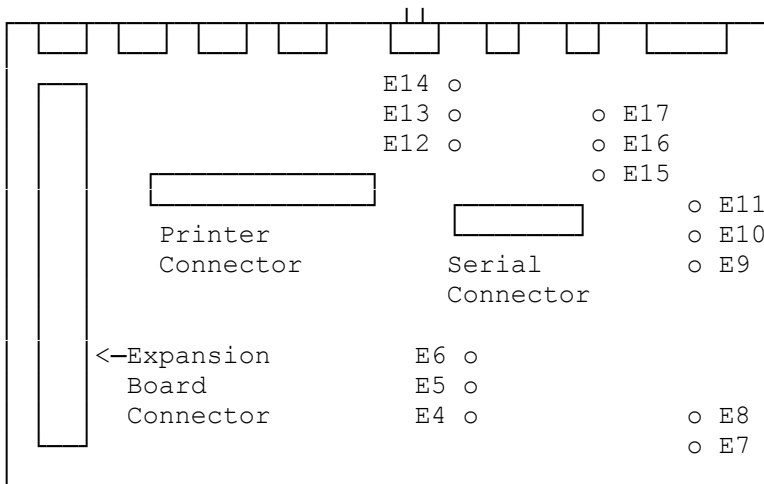 E14 o
E13 o o E17
E12 o o E16
o E15
o E11
Printer o E10
Connector Serial o E9
Connector
<─Expansion E6 o
Board E5 o
Connector E4 o o E8
o E7